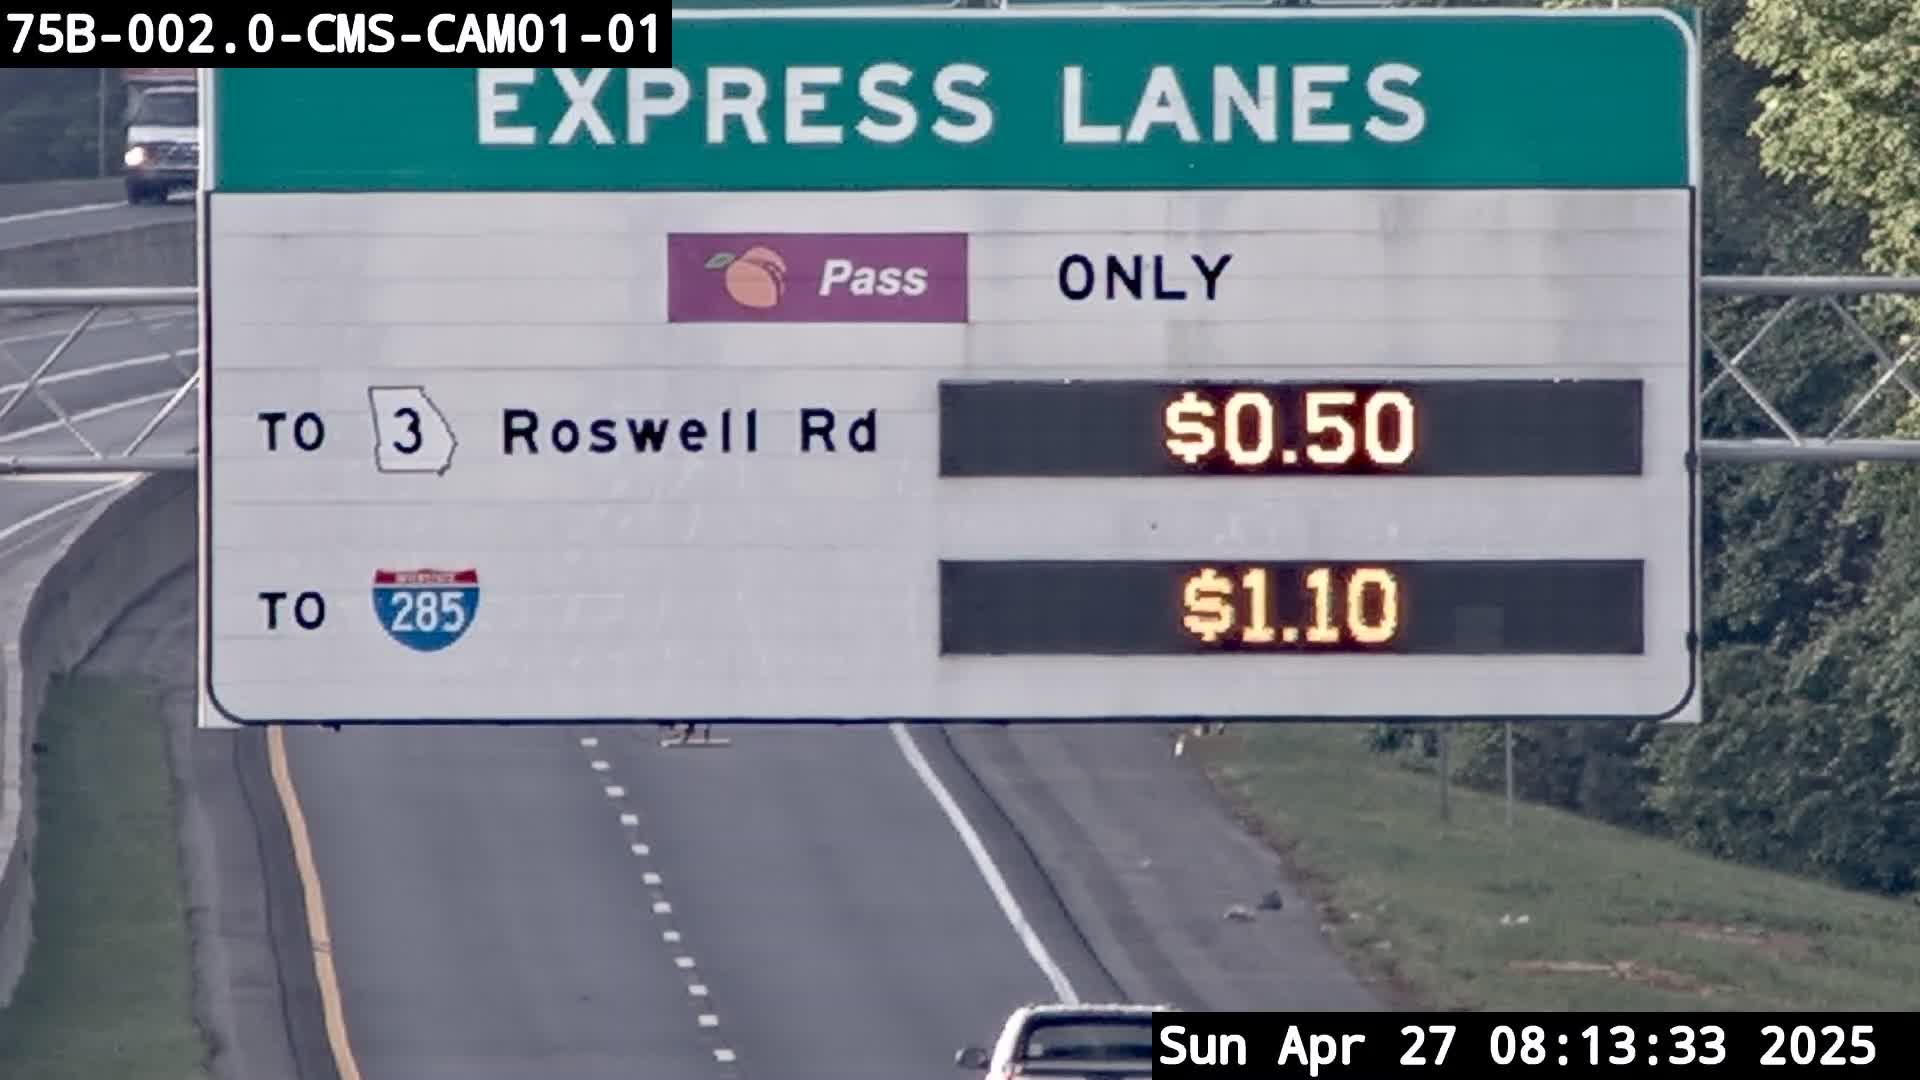 75B-002.0-CMS-CAM01-01
EXPRESS LANES
Pass ONLY
TO 3 Roswell Rd $0.50
TO 285 $1.10
Sun Apr 27 08:13:33 2025